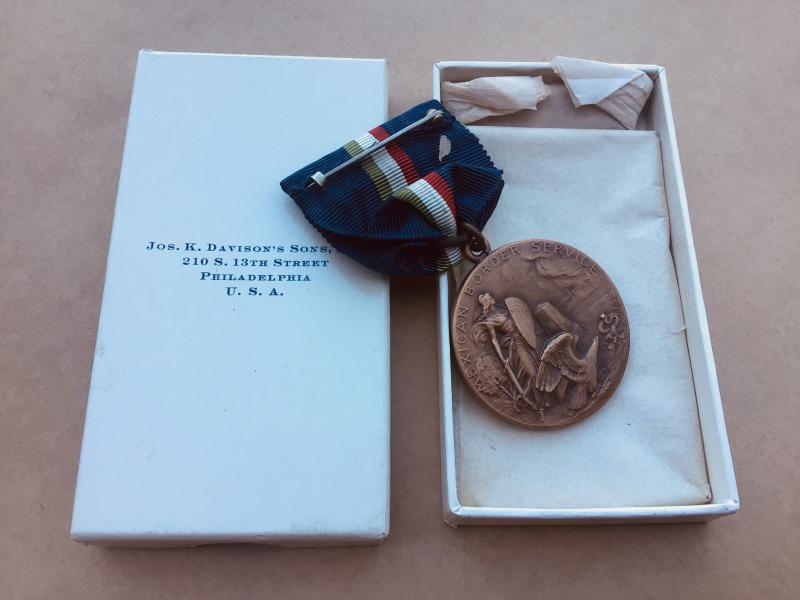 Jos. K. Davison's Sons,
210 S. 13th Street
Philadelphia
U. S. A.
MEXICAN BORDER SERVICE